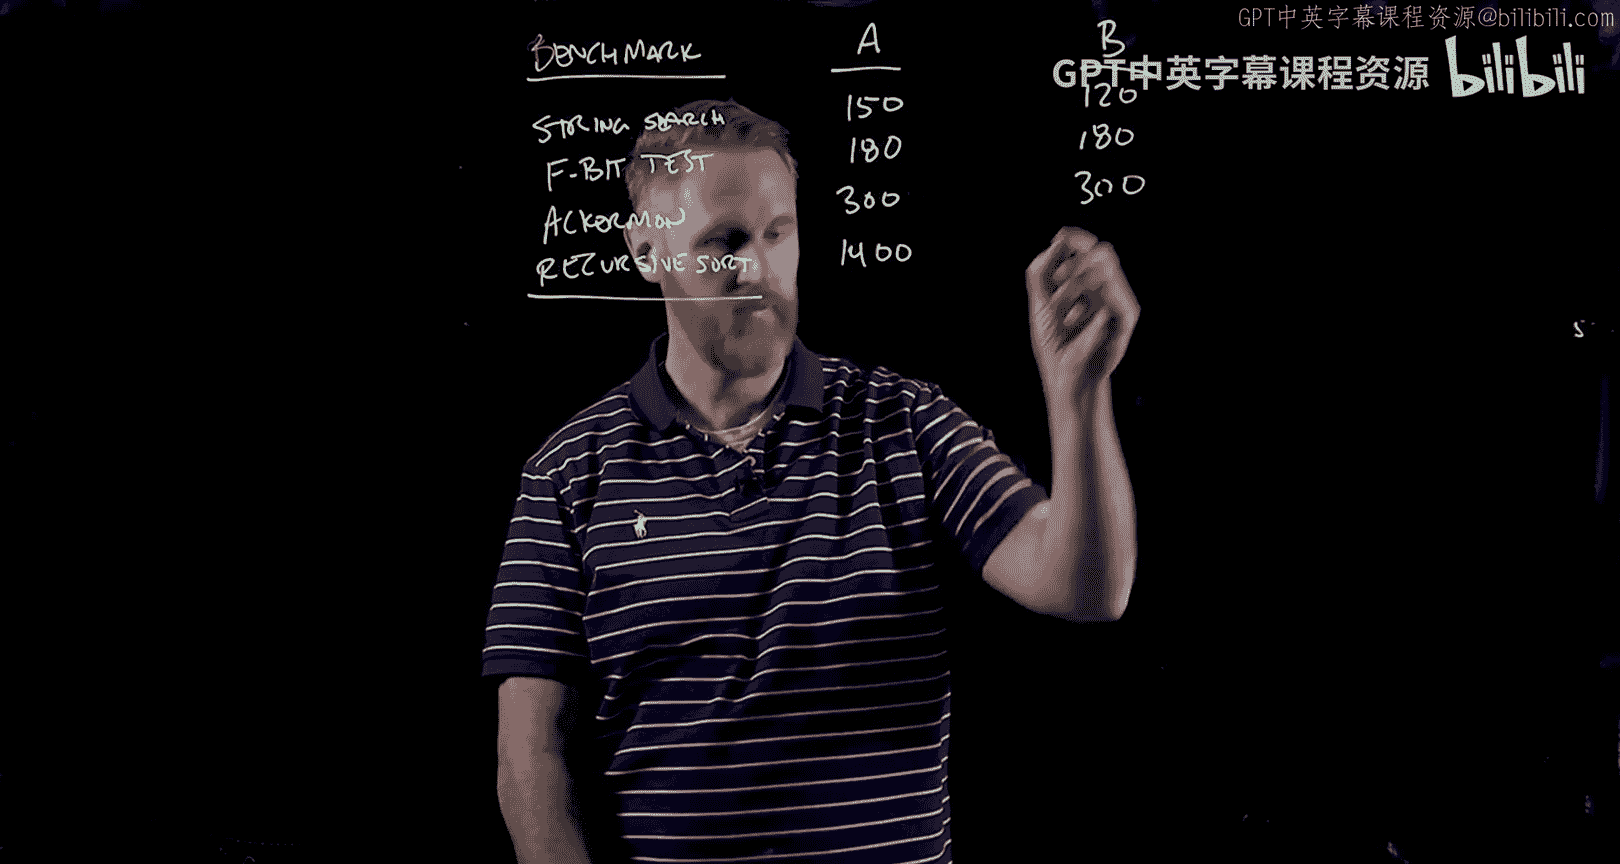 GPT中英字幕课程资源@bilibili.com
GPT中英字幕课程资源 bilibili
BENCHMARK A B
STRING SEARCH 150 120
F-BIT TEST 180 180
ACKERMON 300 300
RECURSIVE SORT 1400
5